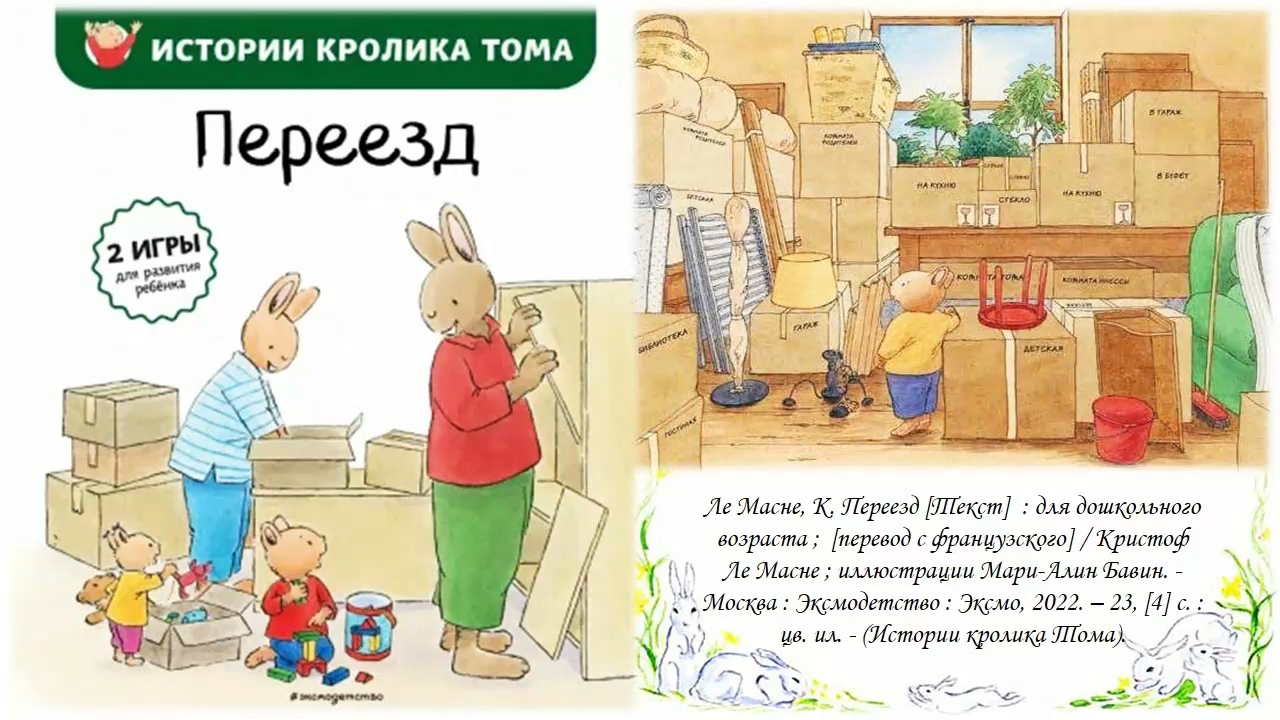 ИСТОРИИ КРОЛИКА ТОМА
Переезд
2 ИГРЫ
для развития
ребёнка
#эксмодетство
КОМНАТА
РОДИТЕЛЕЙ
КОМНАТА
РОДИТЕЛЕЙ
ДЕТСКАЯ
В ГАРАЖ
В БУФЕТ
НА КУХНЮ
СТЕКЛО
НА КУХНЮ
КОМНАТА ТОМА
КОМНАТА ИНЕССЫ
ГАРАЖ
БИБЛИОТЕКА
ДЕТСКАЯ
ГОСТИНАЯ
Ле Масне, К. Переезд [Текст] : для дошкольного
возраста ; [перевод с французского] / Кристоф
Ле Масне ; иллюстрации Мари-Алин Бавин. -
Москва : Эксмодетство : Эксмо, 2022. – 23, [4] с. :
цв. ил. - (Истории кролика Тома).